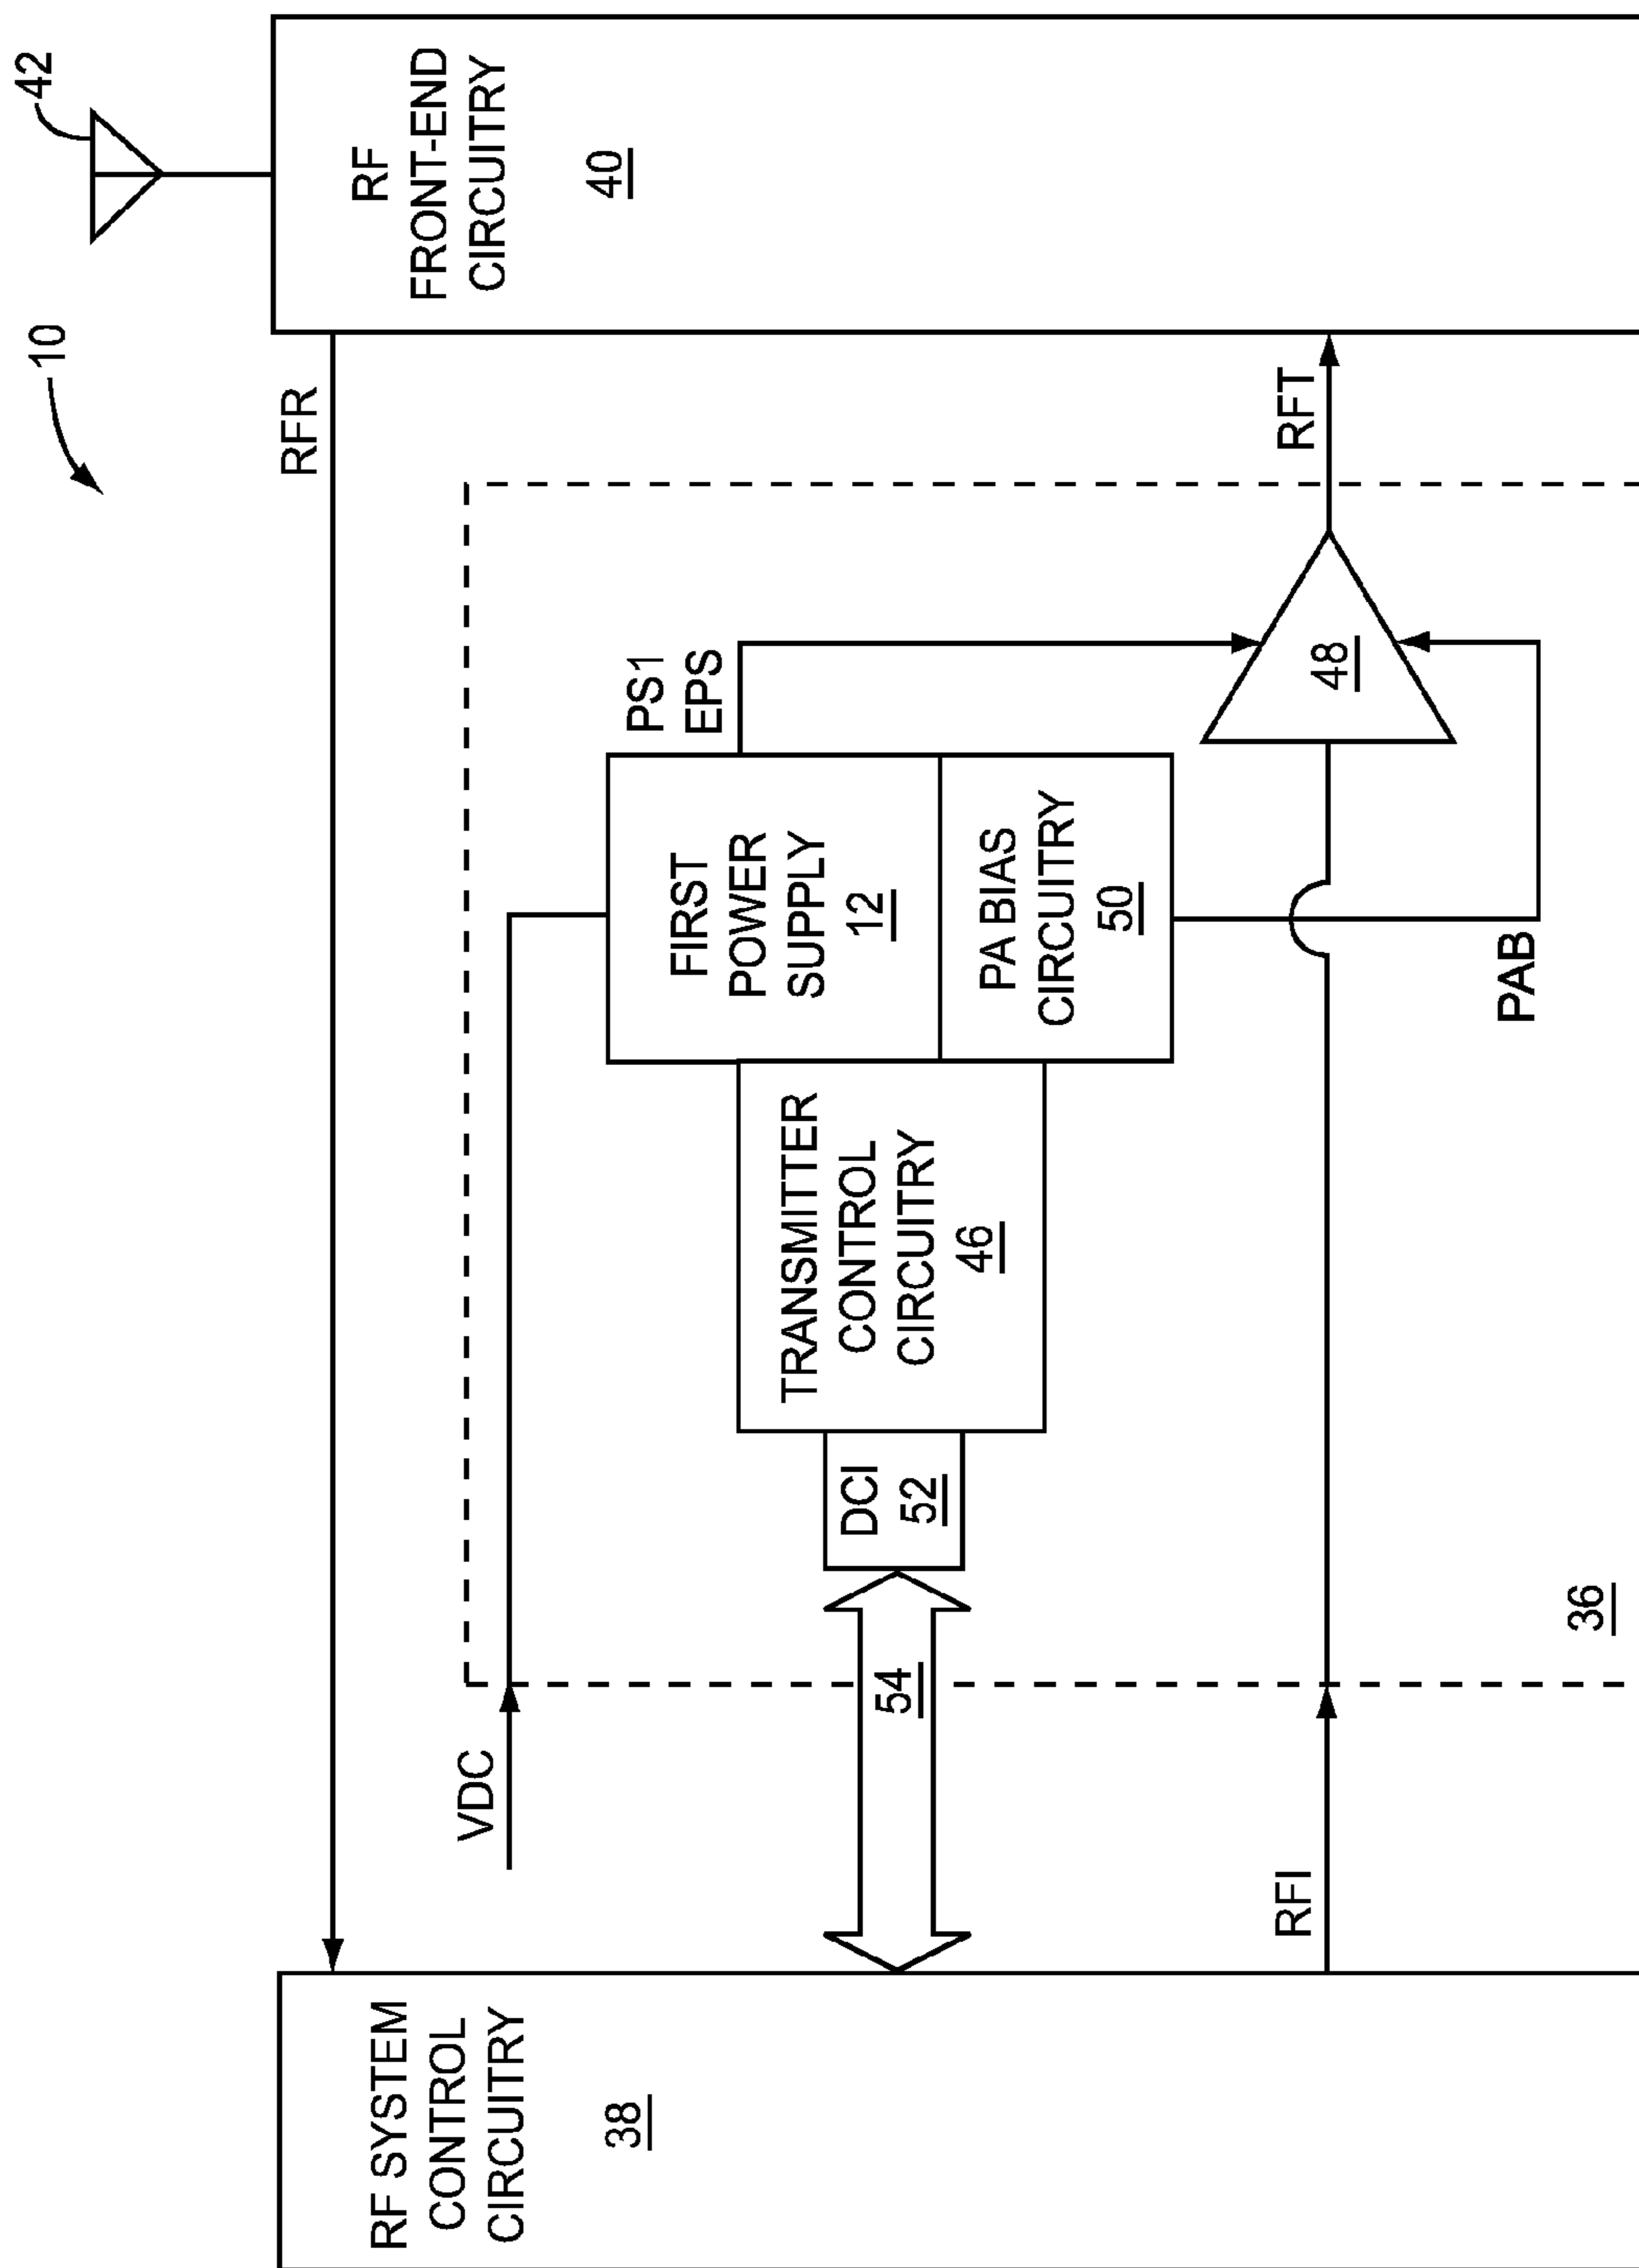 10
42
RF SYSTEM
CONTROL
CIRCUITRY
38
RFR
RF
FRONT-END
CIRCUITRY
40
VDC
PS1
EPS
FIRST
POWER
SUPPLY
12
TRANSMITTER
CONTROL
CIRCUITRY
46
DCI
52
54
PA BIAS
CIRCUITRY
50
RFI
48
RFT
PAB
36